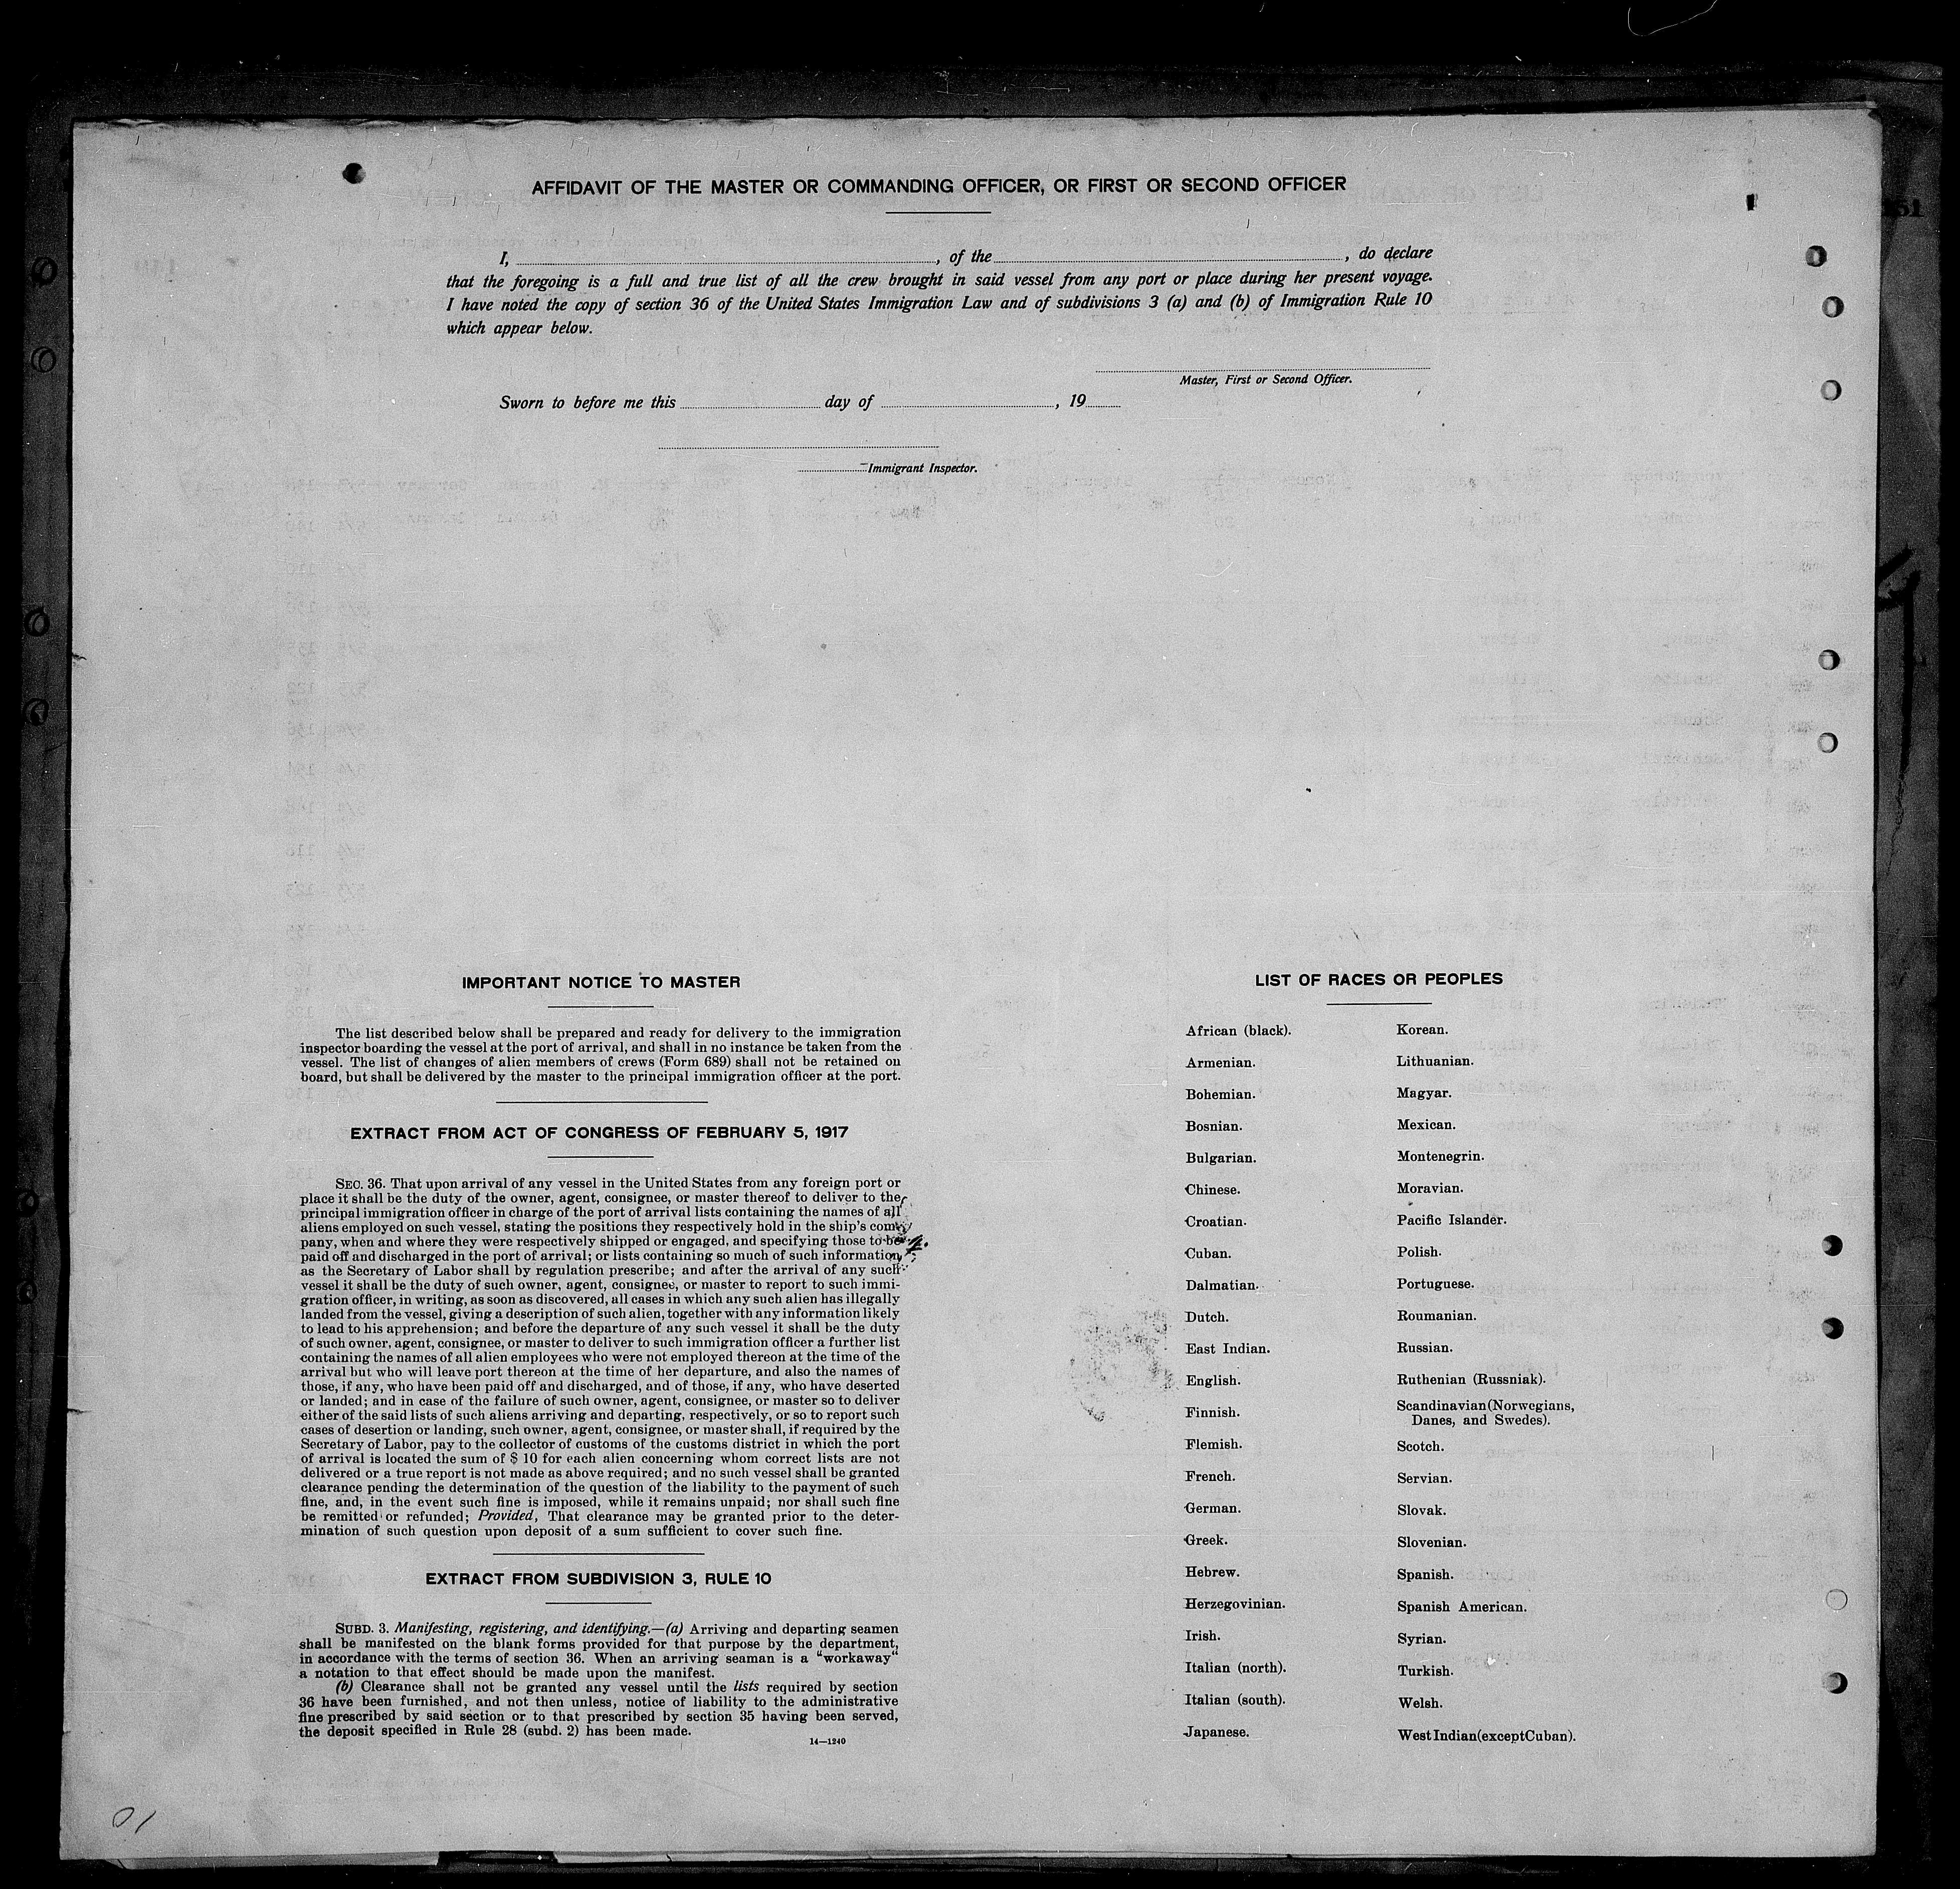 AFFIDAVIT OF THE MASTER OR COMMANDING OFFICER, OR FIRST OR SECOND OFFICER
I, , of the , do declare
that the foregoing is a full and true list of all the crew brought in said vessel from any port or place during her present voyage.
I have noted the copy of section 36 of the United States Immigration Law and of subdivisions 3 (a) and (b) of Immigration Rule 10
which appear below.
Master, First or Second Officer.
Sworn to before me this day of , 19
Immigrant Inspector.
IMPORTANT NOTICE TO MASTER
The list described below shall be prepared and ready for delivery to the immigration
inspector boarding the vessel at the port of arrival, and shall in no instance be taken from the
vessel. The list of changes of alien members of crews (Form 689) shall not be retained on
board, but shall be delivered by the master to the principal immigration officer at the port.
EXTRACT FROM ACT OF CONGRESS OF FEBRUARY 5, 1917
SEC. 36. That upon arrival of any vessel in the United States from any foreign port or
place it shall be the duty of the owner, agent, consignee, or master thereof to deliver to the
principal immigration officer in charge of the port of arrival lists containing the names of all
aliens employed on such vessel, stating the positions they respectively hold in the ship's com-
pany, when and where they were respectively shipped or engaged, and specifying those to be
paid off and discharged in the port of arrival; or lists containing so much of such information
as the Secretary of Labor shall by regulation prescribe; and after the arrival of any such
vessel it shall be the duty of such owner, agent, consignee, or master to report to such immi-
gration officer, in writing, as soon as discovered, all cases in which any such alien has illegally
landed from the vessel, giving a description of such alien, together with any information likely
to lead to his apprehension; and before the departure of any such vessel it shall be the duty
of such owner, agent, consignee, or master to deliver to such immigration officer a further list
containing the names of all alien employees who were not employed thereon at the time of the
arrival but who will leave port thereon at the time of her departure, and also the names of
those, if any, who have been paid off and discharged, and of those, if any, who have deserted
or landed; and in case of the failure of such owner, agent, consignee, or master so to deliver
either of the said lists of such aliens arriving and departing, respectively, or so to report such
cases of desertion or landing, such owner, agent, consignee, or master shall, if required by the
Secretary of Labor, pay to the collector of customs of the customs district in which the port
of arrival is located the sum of $ 10 for each alien concerning whom correct lists are not
delivered or a true report is not made as above required; and no such vessel shall be granted
clearance pending the determination of the question of the liability to the payment of such
fine, and, in the event such fine is imposed, while it remains unpaid; nor shall such fine
be remitted or refunded; Provided, That clearance may be granted prior to the deter-
mination of such question upon deposit of a sum sufficient to cover such fine.
EXTRACT FROM SUBDIVISION 3, RULE 10
SUBD. 3. Manifesting, registering, and identifying.—(a) Arriving and departing seamen
shall be manifested on the blank forms provided for that purpose by the department,
in accordance with the terms of section 36. When an arriving seaman is a "workaway"
a notation to that effect should be made upon the manifest.
(b) Clearance shall not be granted any vessel until the lists required by section
36 have been furnished, and not then unless, notice of liability to the administrative
fine prescribed by said section or to that prescribed by section 35 having been served,
the deposit specified in Rule 28 (subd. 2) has been made.
14—1240
LIST OF RACES OR PEOPLES
African (black).
Armenian.
Bohemian.
Bosnian.
Bulgarian.
Chinese.
Croatian.
Cuban.
Dalmatian.
Dutch.
East Indian.
English.
Finnish.
Flemish.
French.
German.
Greek.
Hebrew.
Herzegovinian.
Irish.
Italian (north).
Italian (south).
Japanese.
Korean.
Lithuanian.
Magyar.
Mexican.
Montenegrin.
Moravian.
Pacific Islander.
Polish.
Portuguese.
Roumanian.
Russian.
Ruthenian (Russniak).
Scandinavian (Norwegians,
Danes, and Swedes).
Scotch.
Servian.
Slovak.
Slovenian.
Spanish.
Spanish American.
Syrian.
Turkish.
Welsh.
West Indian (except Cuban).